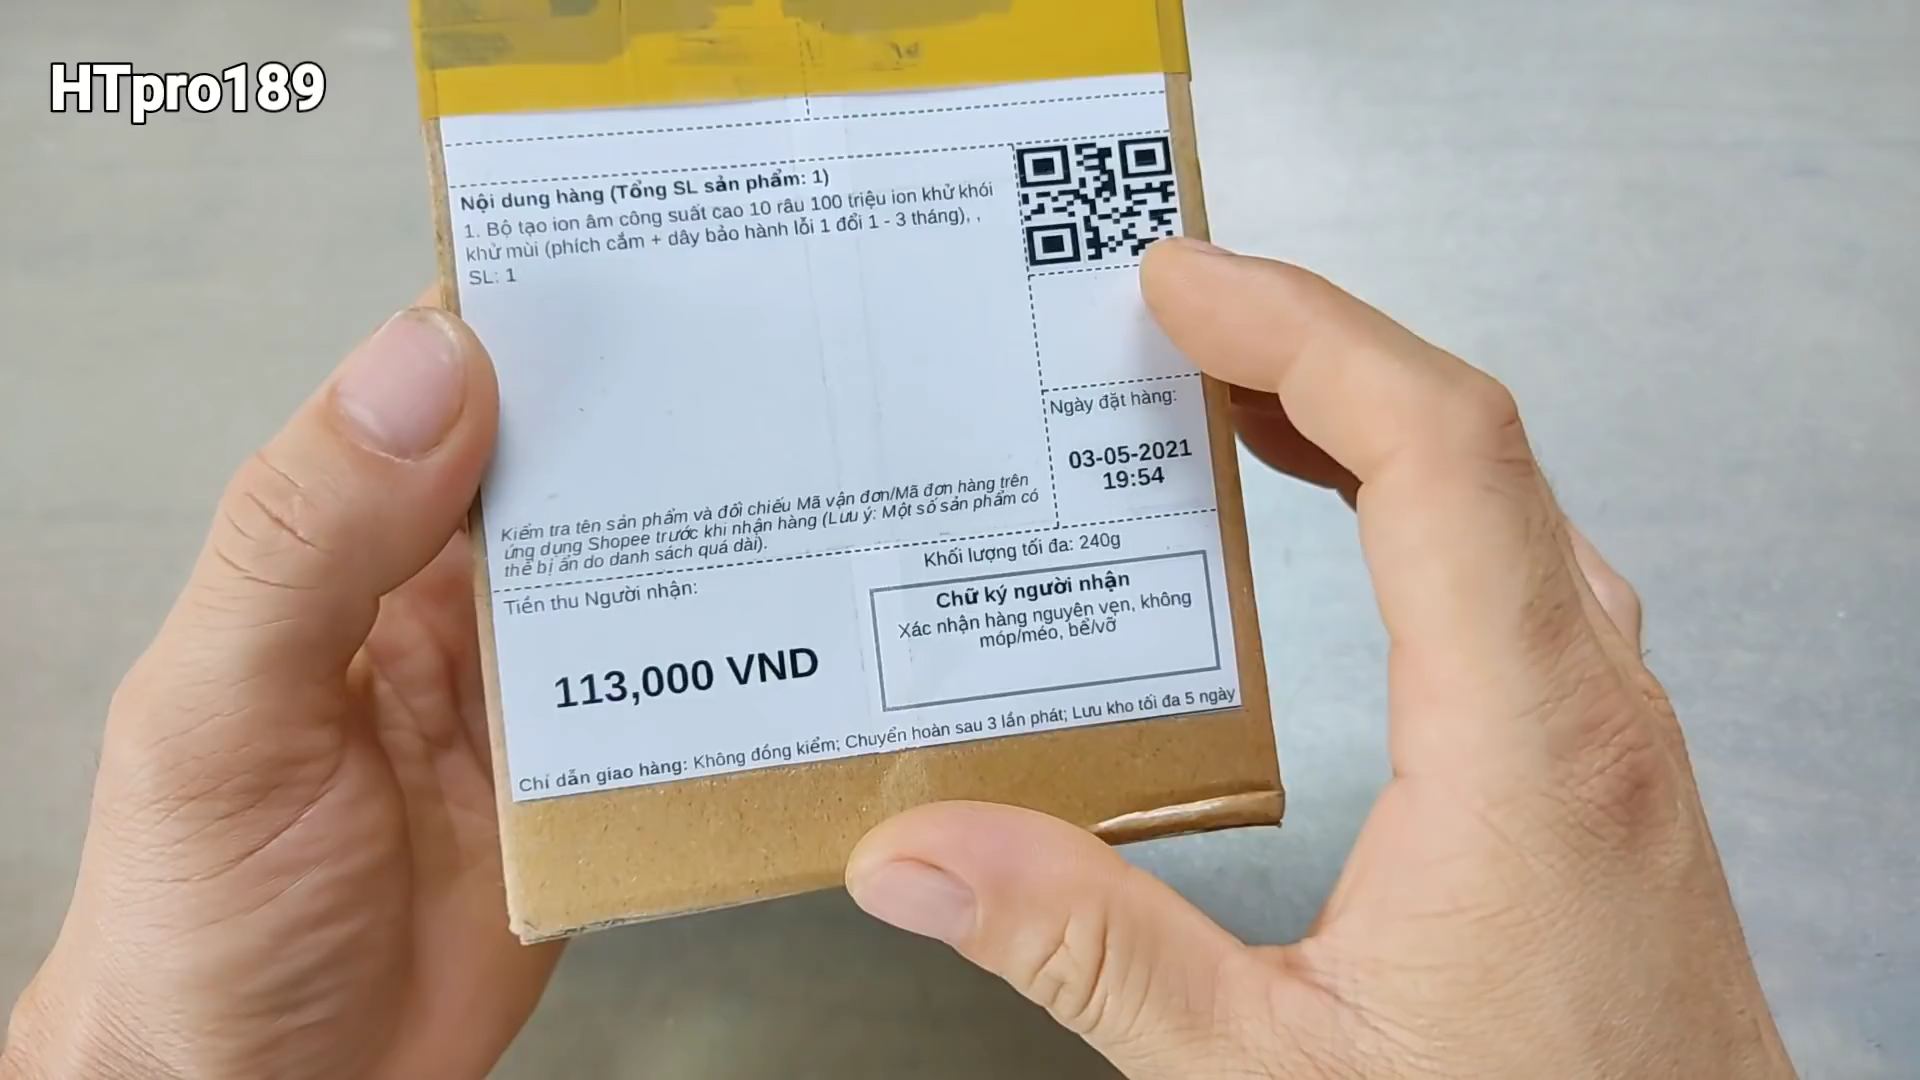 HTpro189
Nội dung hàng (Tổng SL sản phẩm: 1)
1. Bộ tạo ion âm công suất cao 10 râu 100 triệu ion khử khói
khử mùi (phích cắm + dây bảo hành lỗi 1 đổi 1 - 3 tháng), ,
SL: 1
Ngày đặt hàng:
03-05-2021
19:54
Kiểm tra tên sản phẩm và đối chiếu Mã vận đơn/Mã đơn hàng trên
ứng dụng Shopee trước khi nhận hàng (Lưu ý: Một số sản phẩm có
thể bị ẩn do danh sách quá dài).
Tiền thu Người nhận:
113,000 VND
Khối lượng tối đa: 240g
Chữ ký người nhận
Xác nhận hàng nguyên vẹn, không
móp/méo, bể/vỡ
Chỉ dẫn giao hàng: Không đồng kiểm; Chuyển hoàn sau 3 lần phát; Lưu kho tối đa 5 ngày